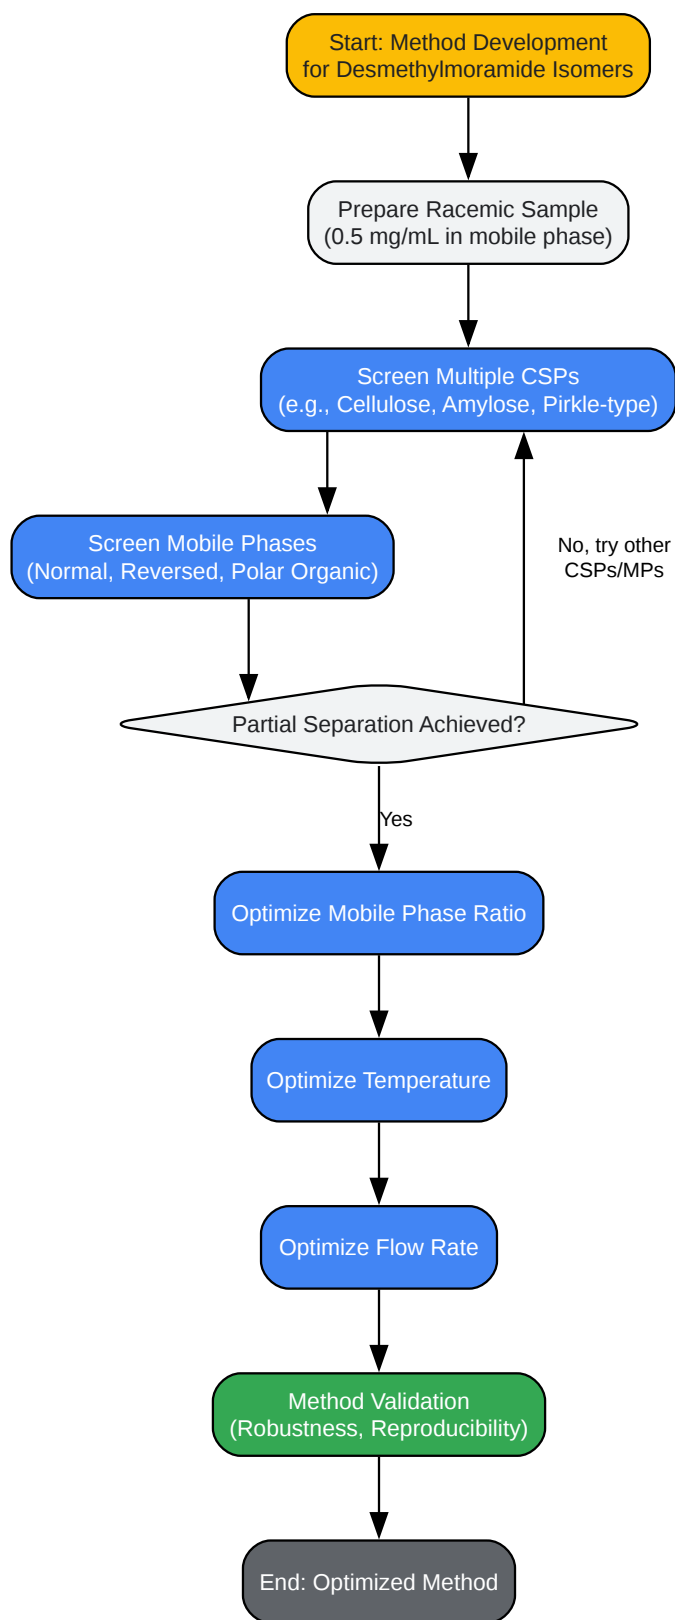 Start: Method Development
for Desmethylmoramide Isomers
Prepare Racemic Sample
(0.5 mg/mL in mobile phase)
Screen Multiple CSPs
(e.g., Cellulose, Amylose, Pirkle-type)
Screen Mobile Phases
(Normal, Reversed, Polar Organic)
No, try other
CSPs/MPs
Partial Separation Achieved?
Yes
Optimize Mobile Phase Ratio
Optimize Temperature
Optimize Flow Rate
Method Validation
(Robustness, Reproducibility)
End: Optimized Method